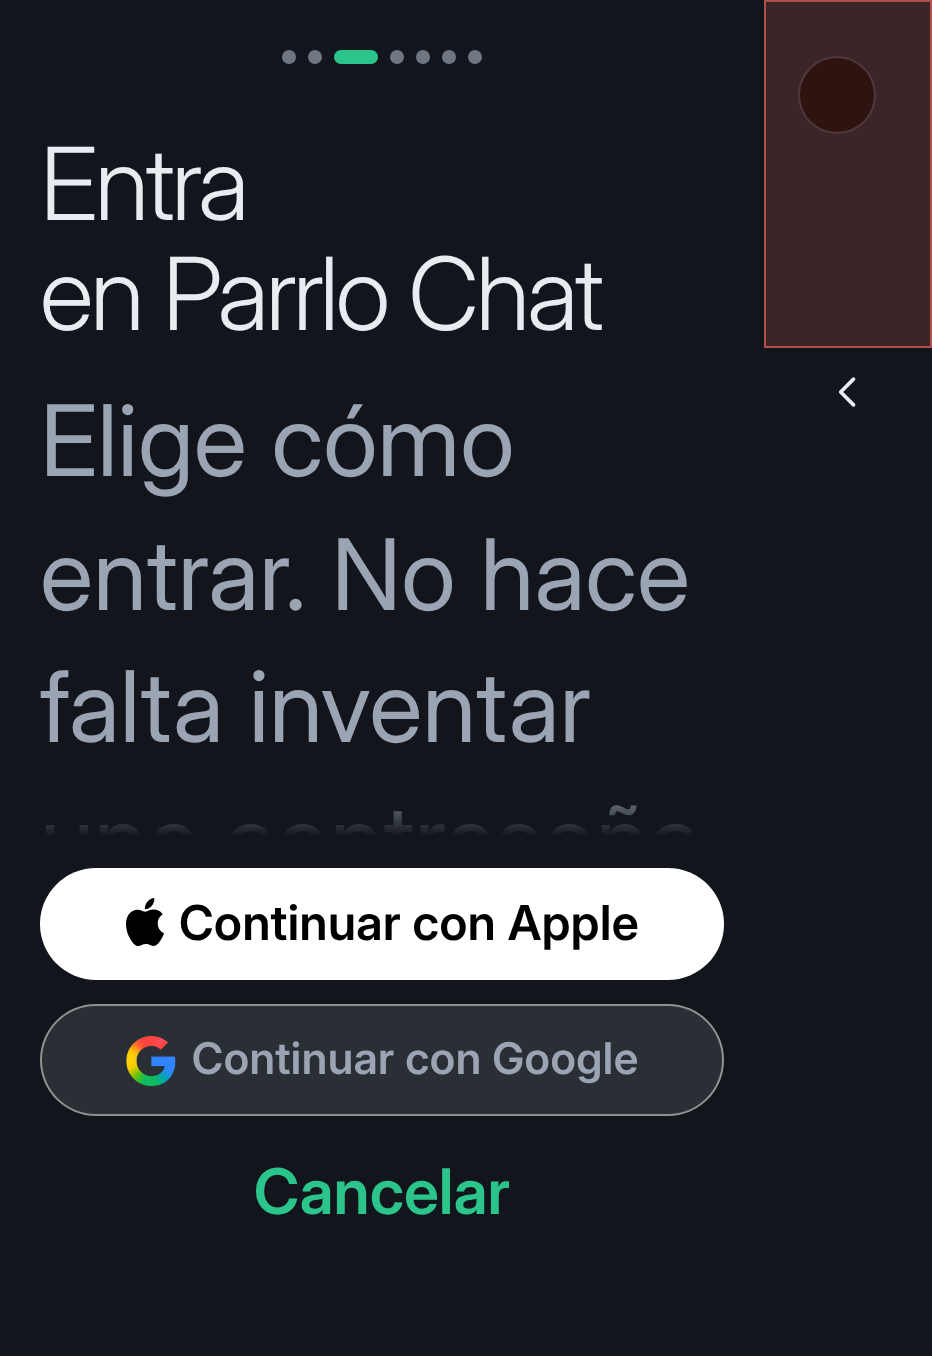 Entra
en Parrlo Chat
Elige cómo
entrar. No hace
falta inventar
Continuar con Apple
Continuar con Google
Cancelar